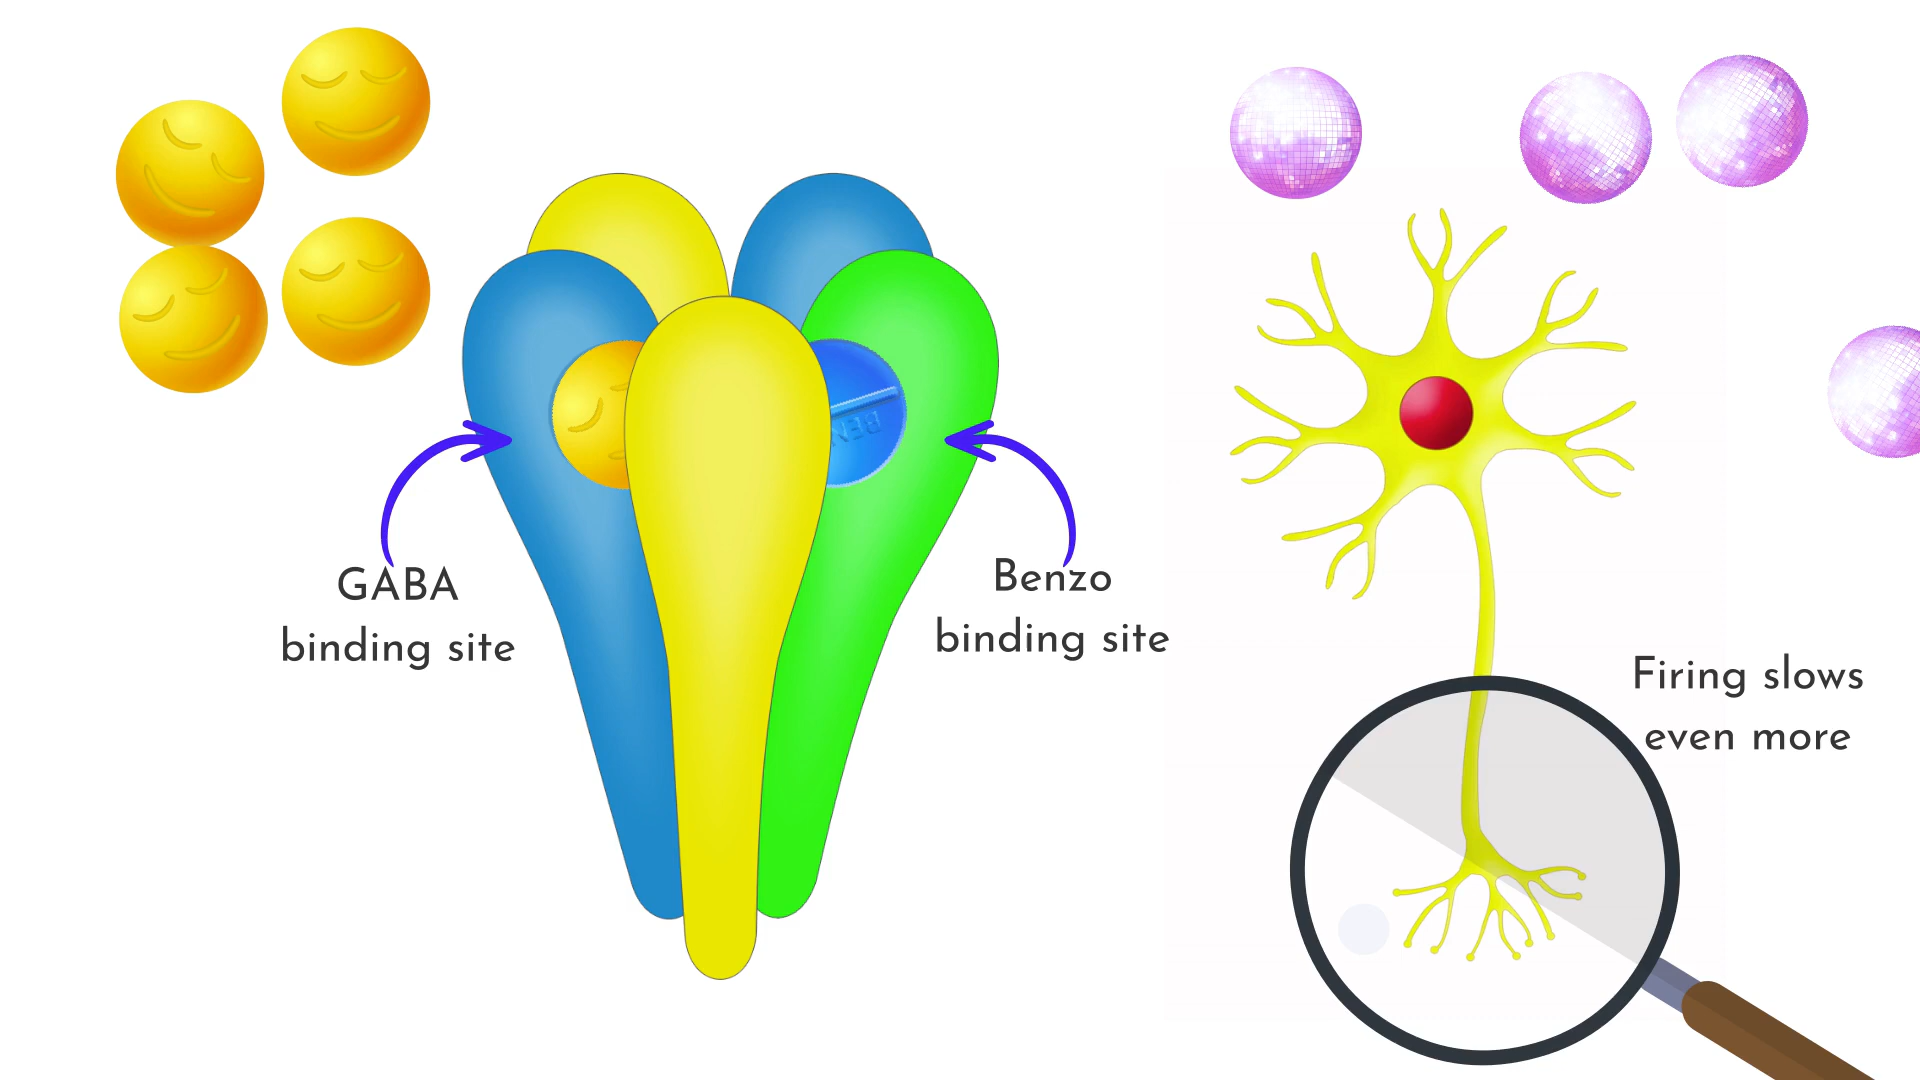 GABA
binding site
Benzo
binding site
Firing slows
even more